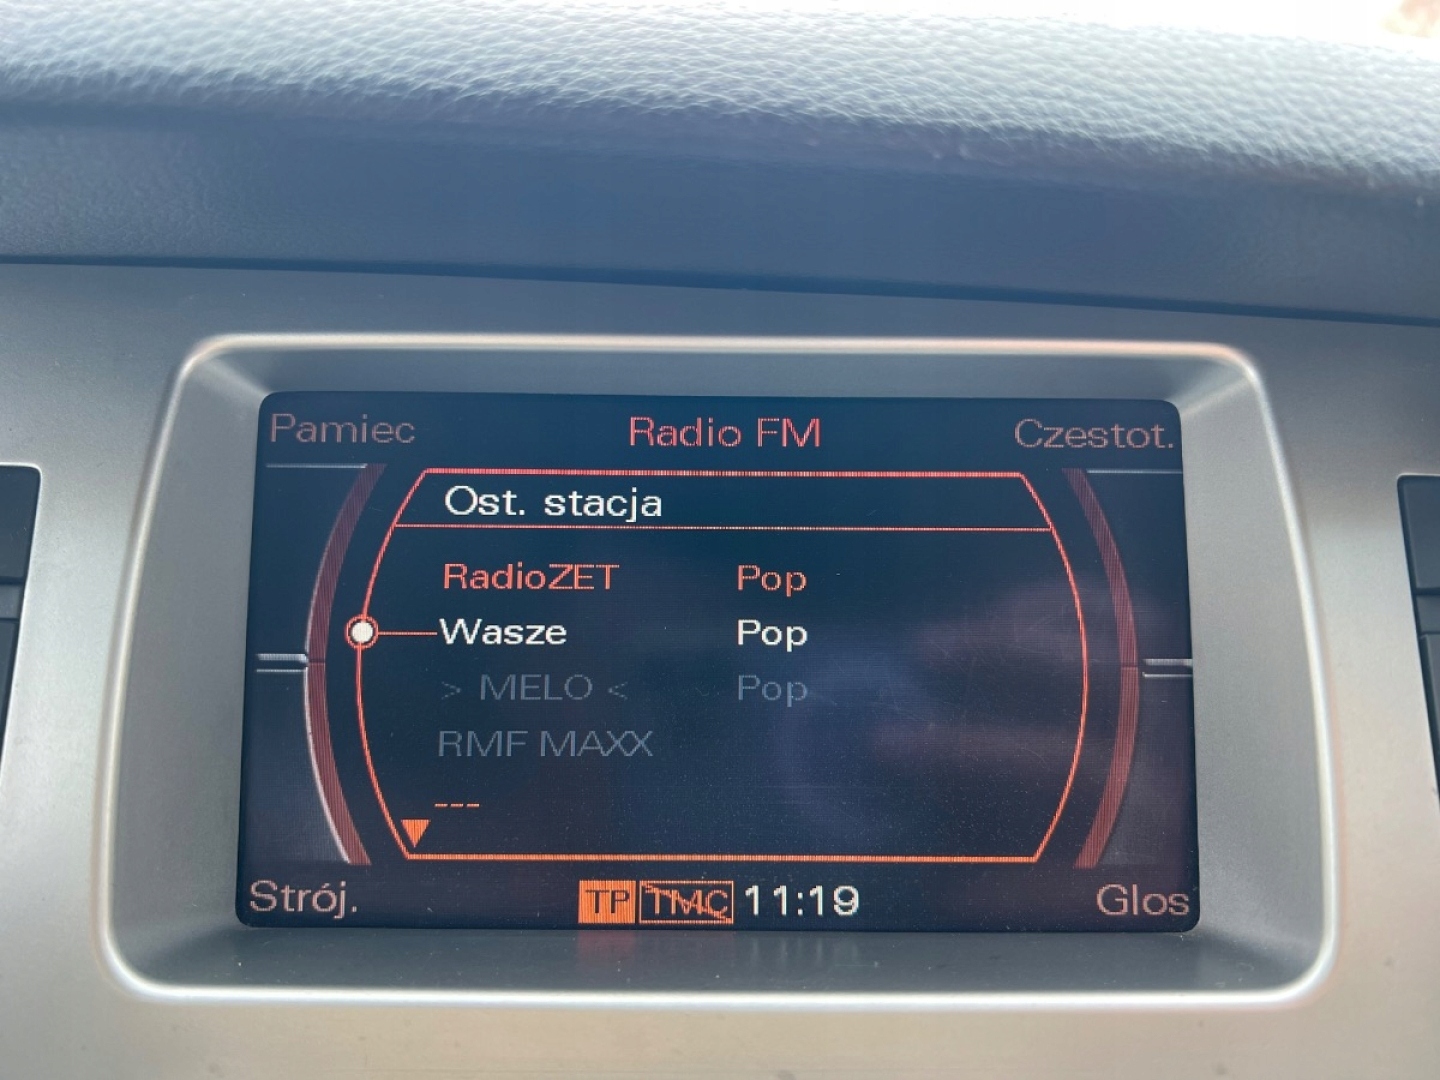 Pamiec Radio FM Czestot.
Ost. stacja
RadioZET Pop
Wasze Pop
> MELO < Pop
RMF MAXX
---
Strój. TP TMC 11:19 Glos